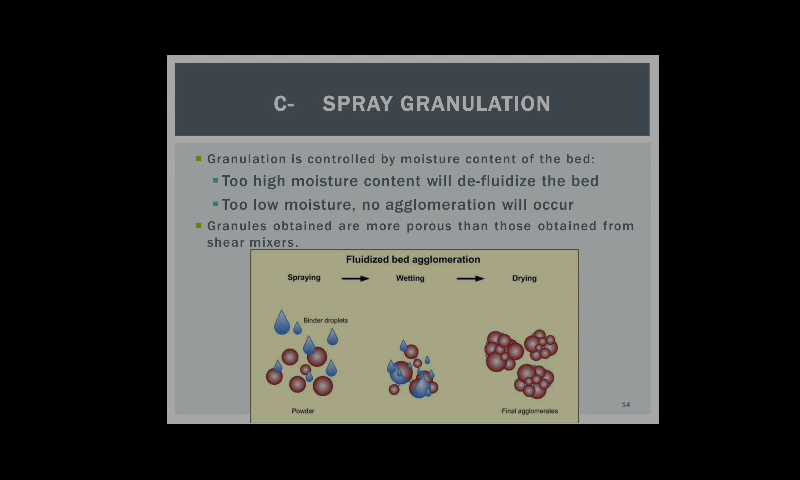 C- SPRAY GRANULATION
Granulation is controlled by moisture content of the bed:
Too high moisture content will de-fluidize the bed
Too low moisture, no agglomeration will occur
Granules obtained are more porous than those obtained from
shear mixers.
Fluidized bed agglomeration
Spraying Wetting Drying
Binder droplets
Powder Final agglomerates
14